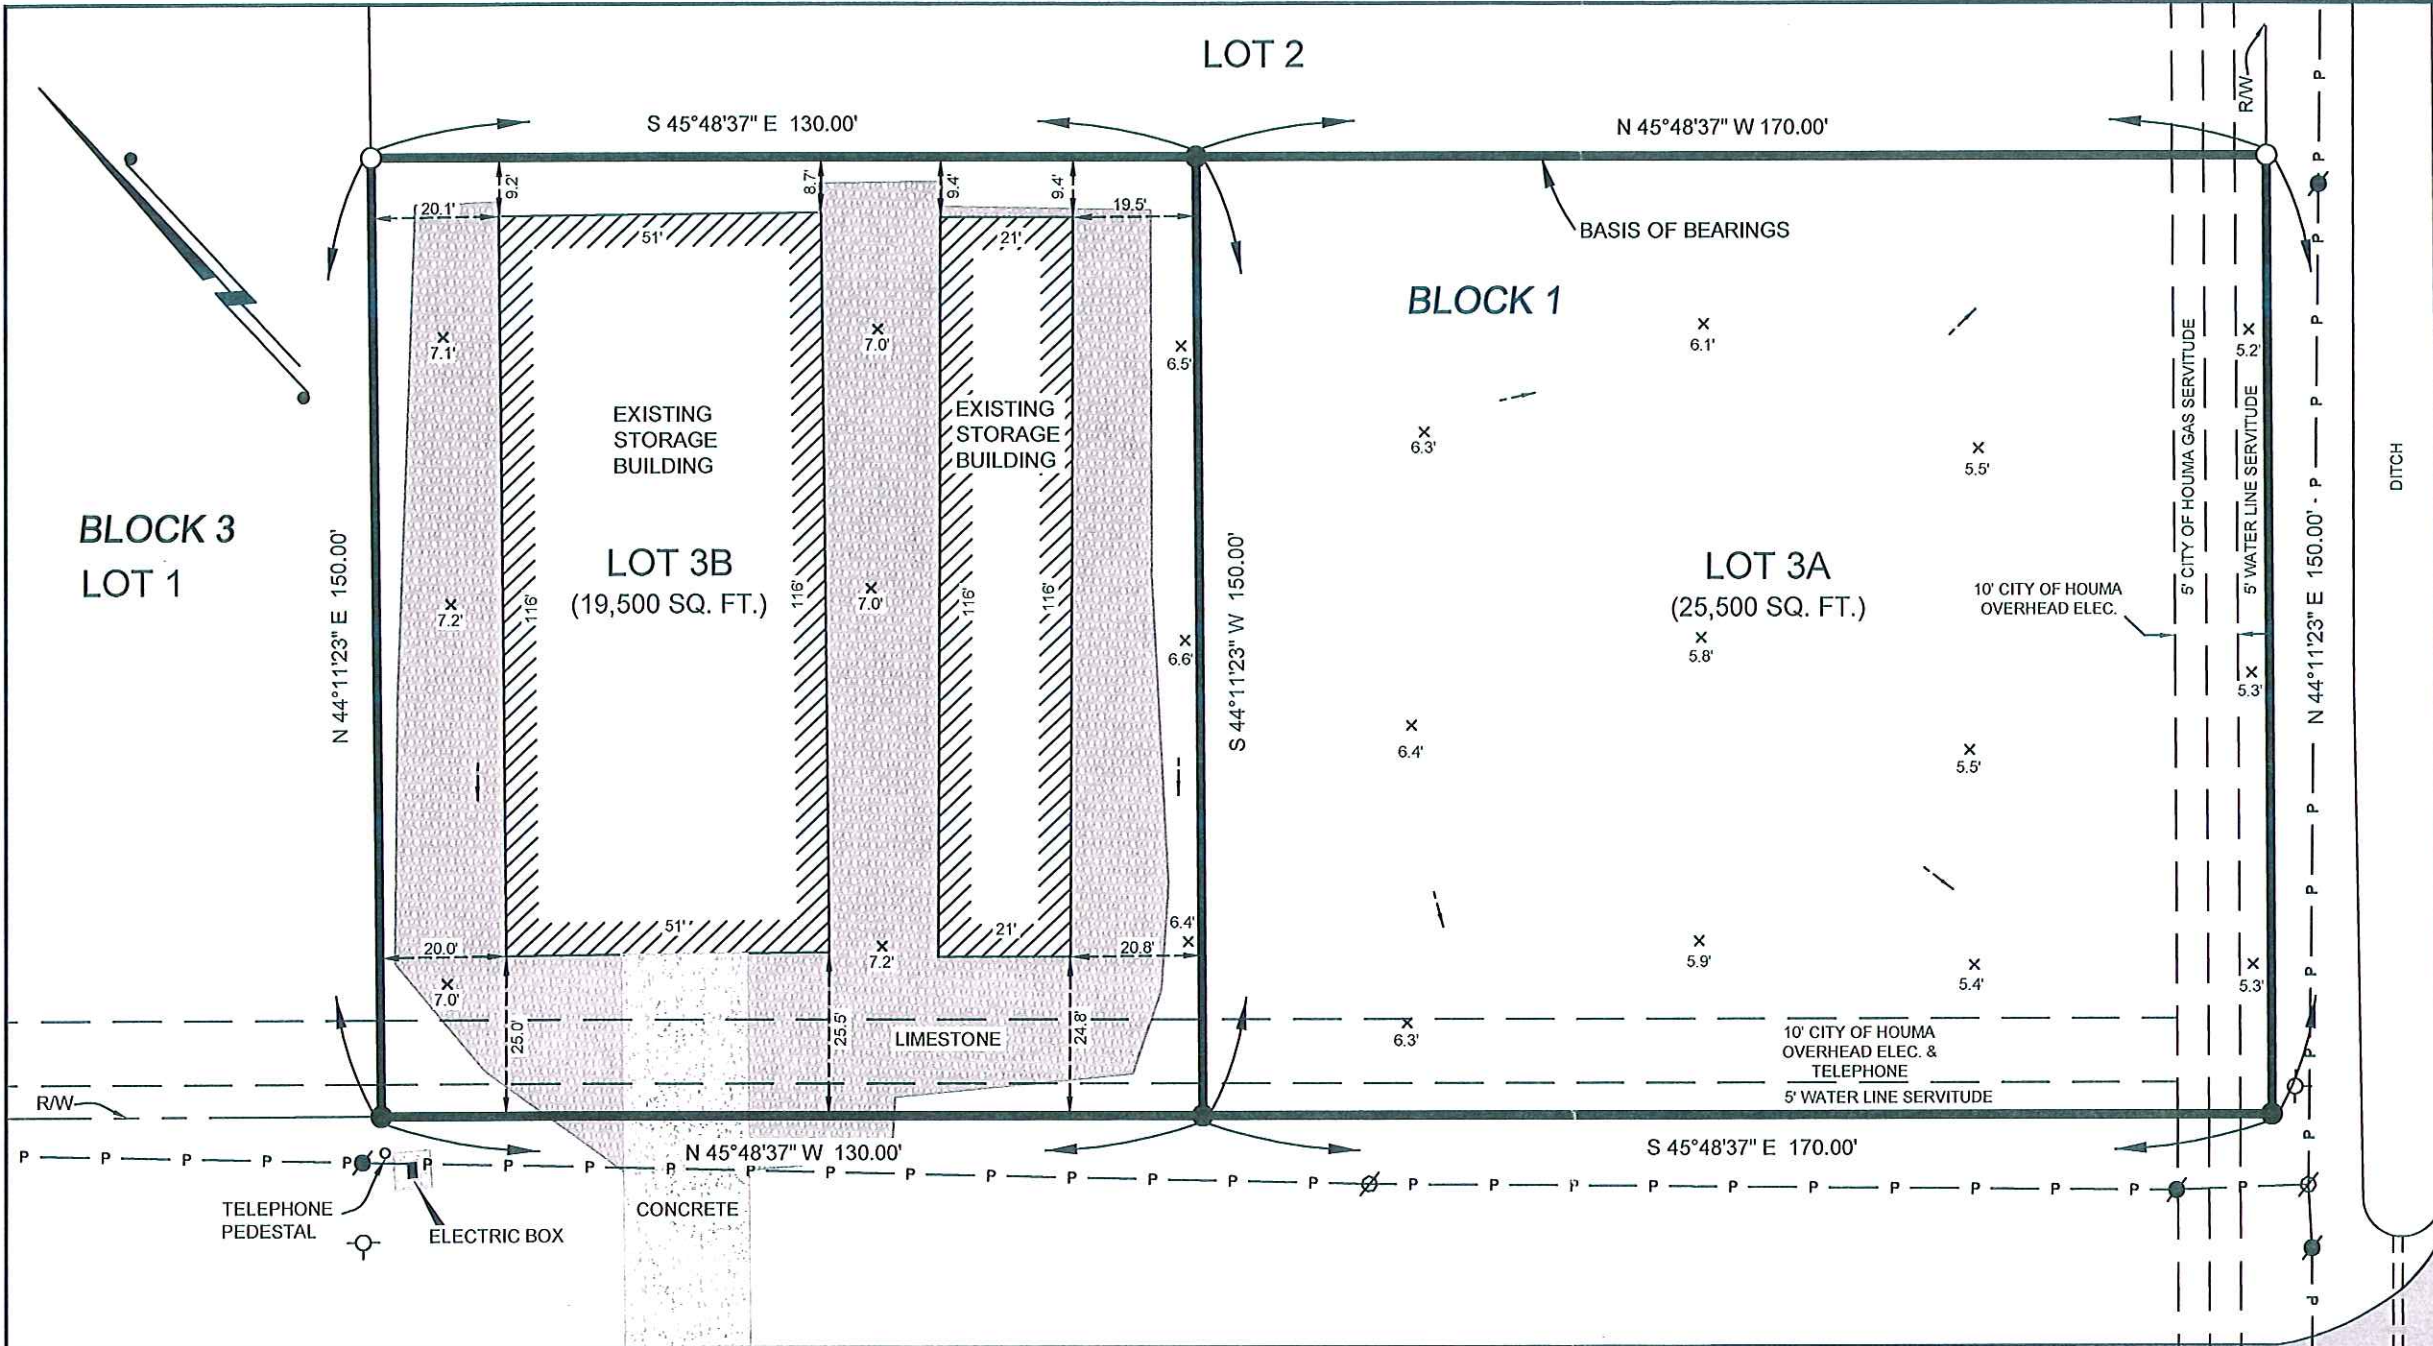 LOT 2
R/W
S 45°48'37" E 130.00'
N 45°48'37" W 170.00'
9.2'
8.7'
9.4'
9.4'
20.1'
19.5'
51'
21'
BASIS OF BEARINGS
BLOCK 1
7.1'
7.0'
6.5'
6.1'
5.2'
6.3'
5.5'
EXISTING
STORAGE
BUILDING
EXISTING
STORAGE
BUILDING
5' CITY OF HOUMA GAS SERVITUDE
5' WATER LINE SERVITUDE
DITCH
BLOCK 3
LOT 1
N 44°11'23" E 150.00'
LOT 3B
(19,500 SQ. FT.)
116'
116'
116'
116'
7.2'
7.0'
6.6'
S 44°11'23" W 150.00'
LOT 3A
(25,500 SQ. FT.)
10' CITY OF HOUMA
OVERHEAD ELEC.
N 44°11'23" E 150.00'
5.8'
5.3'
6.4'
5.5'
51'
21'
6.4'
20.0'
20.8'
7.2'
7.0'
5.9'
5.4'
5.3'
25.0'
25.5'
24.8'
LIMESTONE
6.3'
10' CITY OF HOUMA
OVERHEAD ELEC. &
TELEPHONE
5' WATER LINE SERVITUDE
R/W
N 45°48'37" W 130.00'
S 45°48'37" E 170.00'
P P P P P P P P P P P P P P P P P P P P P P P P P P P P
P P P P P P P P P P P P P P
TELEPHONE
PEDESTAL
ELECTRIC BOX
CONCRETE